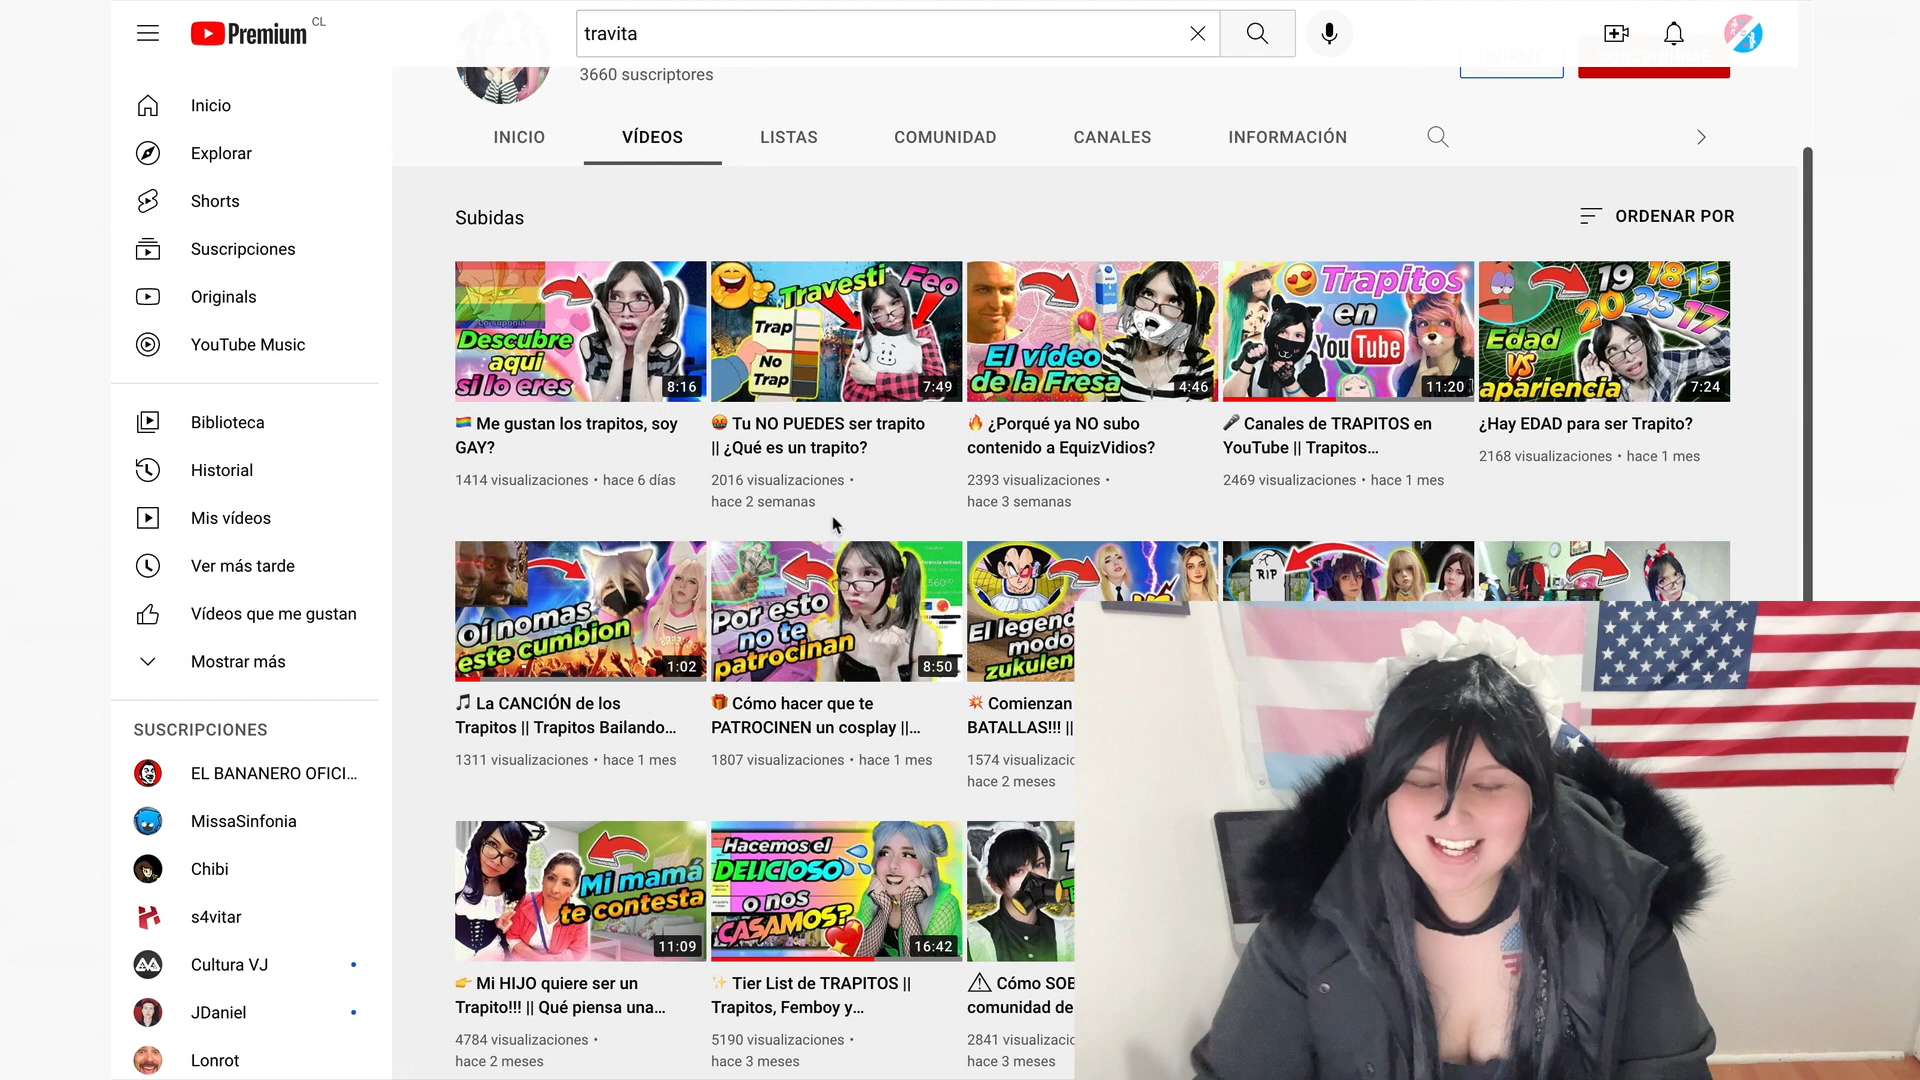 Premium CL
travita
3660 suscriptores
INICIO VÍDEOS LISTAS COMUNIDAD CANALES INFORMACIÓN
Inicio
Explorar
Shorts
Suscripciones
Originals
YouTube Music
Biblioteca
Historial
Mis vídeos
Ver más tarde
Vídeos que me gustan
Mostrar más
SUSCRIPCIONES
EL BANANERO OFICI...
MissaSinfonia
Chibi
s4vitar
Cultura VJ
JDaniel
Lonrot
Subidas
ORDENAR POR
Lo suponia
Descubre
aqui
si lo eres
8:16
Travesti Feo
Trap
No
Trap
7:49
El vídeo
de la Fresa
4:46
Trapitos
en
YouTube
11:20
19 18 15
20 23 17
Edad
vs
apariencia
7:24
🏳️‍🌈 Me gustan los trapitos, soy
GAY?
1414 visualizaciones • hace 6 días
🤬 Tu NO PUEDES ser trapito
|| ¿Qué es un trapito?
2016 visualizaciones •
hace 2 semanas
🔥 ¿Porqué ya NO subo
contenido a EquizVidios?
2393 visualizaciones •
hace 3 semanas
🎤 Canales de TRAPITOS en
YouTube || Trapitos...
2469 visualizaciones • hace 1 mes
¿Hay EDAD para ser Trapito?
2168 visualizaciones • hace 1 mes
Oí nomas
este cumbion
1:02
Por esto
no te
patrocinan
8:50
El legend
modo
zukulen
RIP
🎵 La CANCIÓN de los
Trapitos || Trapitos Bailando...
1311 visualizaciones • hace 1 mes
🎁 Cómo hacer que te
PATROCINEN un cosplay ||...
1807 visualizaciones • hace 1 mes
💥 Comienzan
BATALLAS!!! ||
1574 visualizacic
hace 2 meses
Mi mamá
te contesta
11:09
Hacemos el
DELICIOSO
o nos
CASAMOS?
16:42
👉 Mi HIJO quiere ser un
Trapito!!! || Qué piensa una...
4784 visualizaciones •
hace 2 meses
✨ Tier List de TRAPITOS ||
Trapitos, Femboy y...
5190 visualizaciones •
hace 3 meses
⚠ Cómo SOB
comunidad de
2841 visualizacic
hace 3 meses